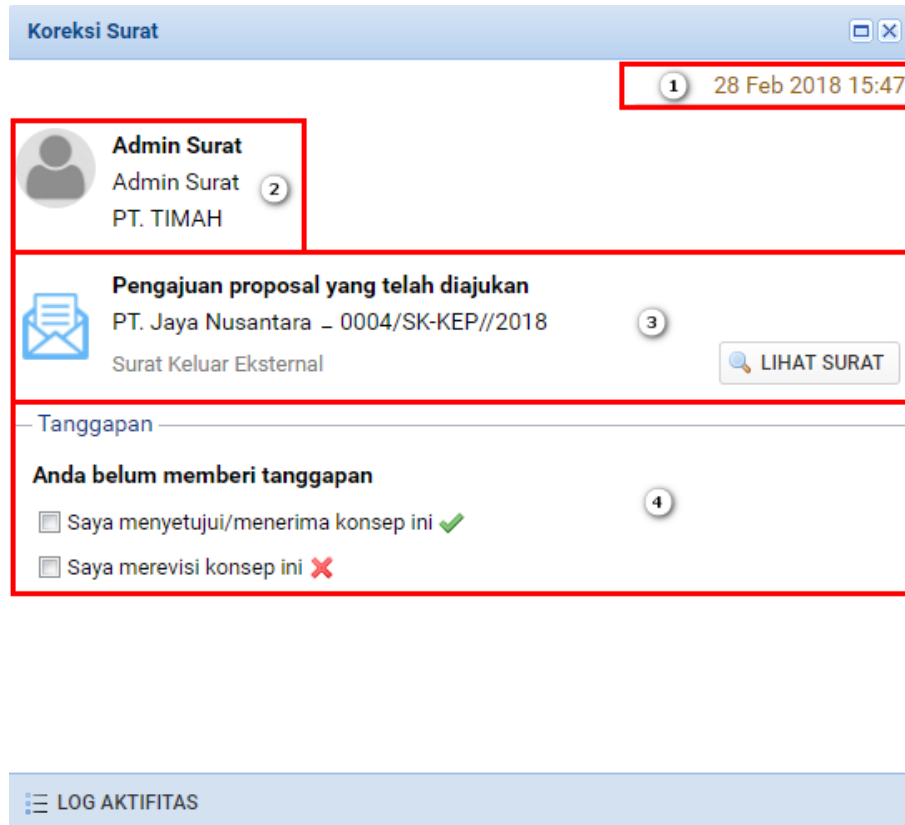 Koreksi Surat
1 28 Feb 2018 15:47
Admin Surat
Admin Surat 2
PT. TIMAH
Pengajuan proposal yang telah diajukan
PT. Jaya Nusantara – 0004/SK-KEP//2018 3
Surat Keluar Eksternal
LIHAT SURAT
Tanggapan
Anda belum memberi tanggapan
4
Saya menyetujui/menerima konsep ini
Saya merevisi konsep ini
LOG AKTIFITAS